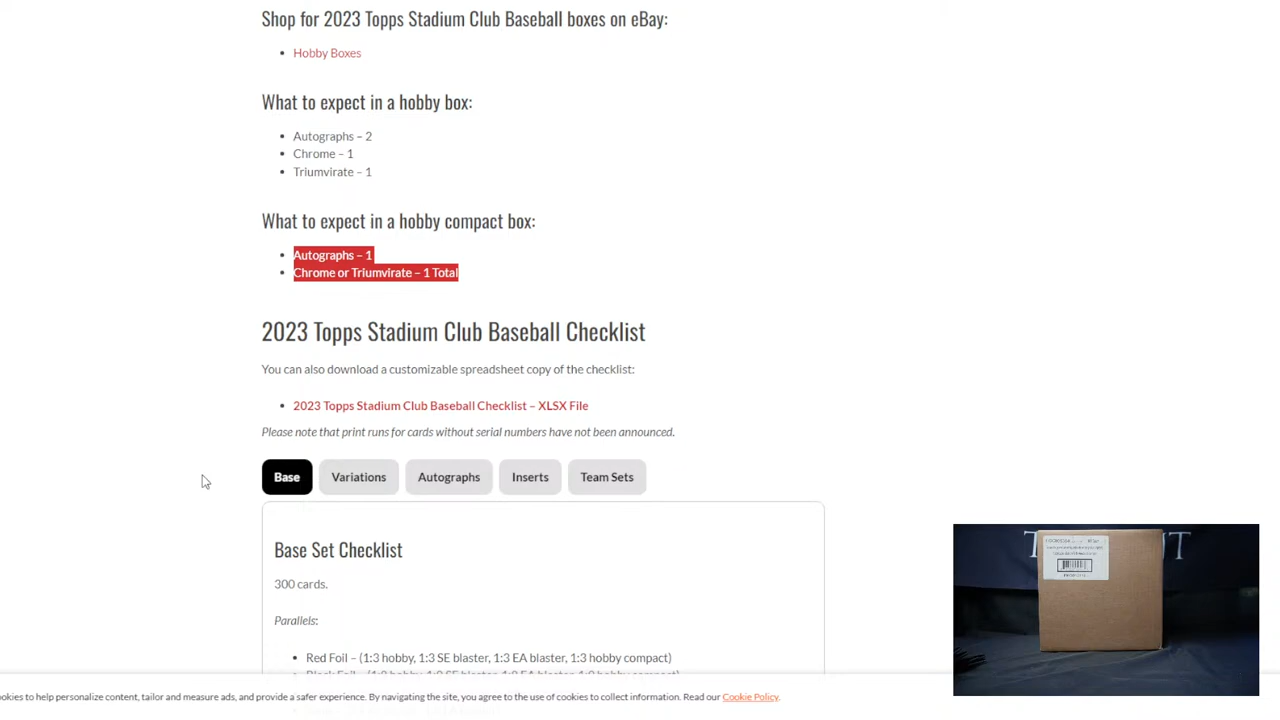 Shop for 2023 Topps Stadium Club Baseball boxes on eBay:
Hobby Boxes
What to expect in a hobby box:
Autographs – 2
Chrome – 1
Triumvirate – 1
What to expect in a hobby compact box:
Autographs – 1
Chrome or Triumvirate – 1 Total
2023 Topps Stadium Club Baseball Checklist
You can also download a customizable spreadsheet copy of the checklist:
2023 Topps Stadium Club Baseball Checklist – XLSX File
Please note that print runs for cards without serial numbers have not been announced.
Base Variations Autographs Inserts Team Sets
Base Set Checklist
300 cards.
Parallels:
Red Foil – (1:3 hobby, 1:3 SE blaster, 1:3 EA blaster, 1:3 hobby compact)
okies to help personalize content, tailor and measure ads, and provide a safer experience. By navigating the site, you agree to the use of cookies to collect information. Read our Cookie Policy.